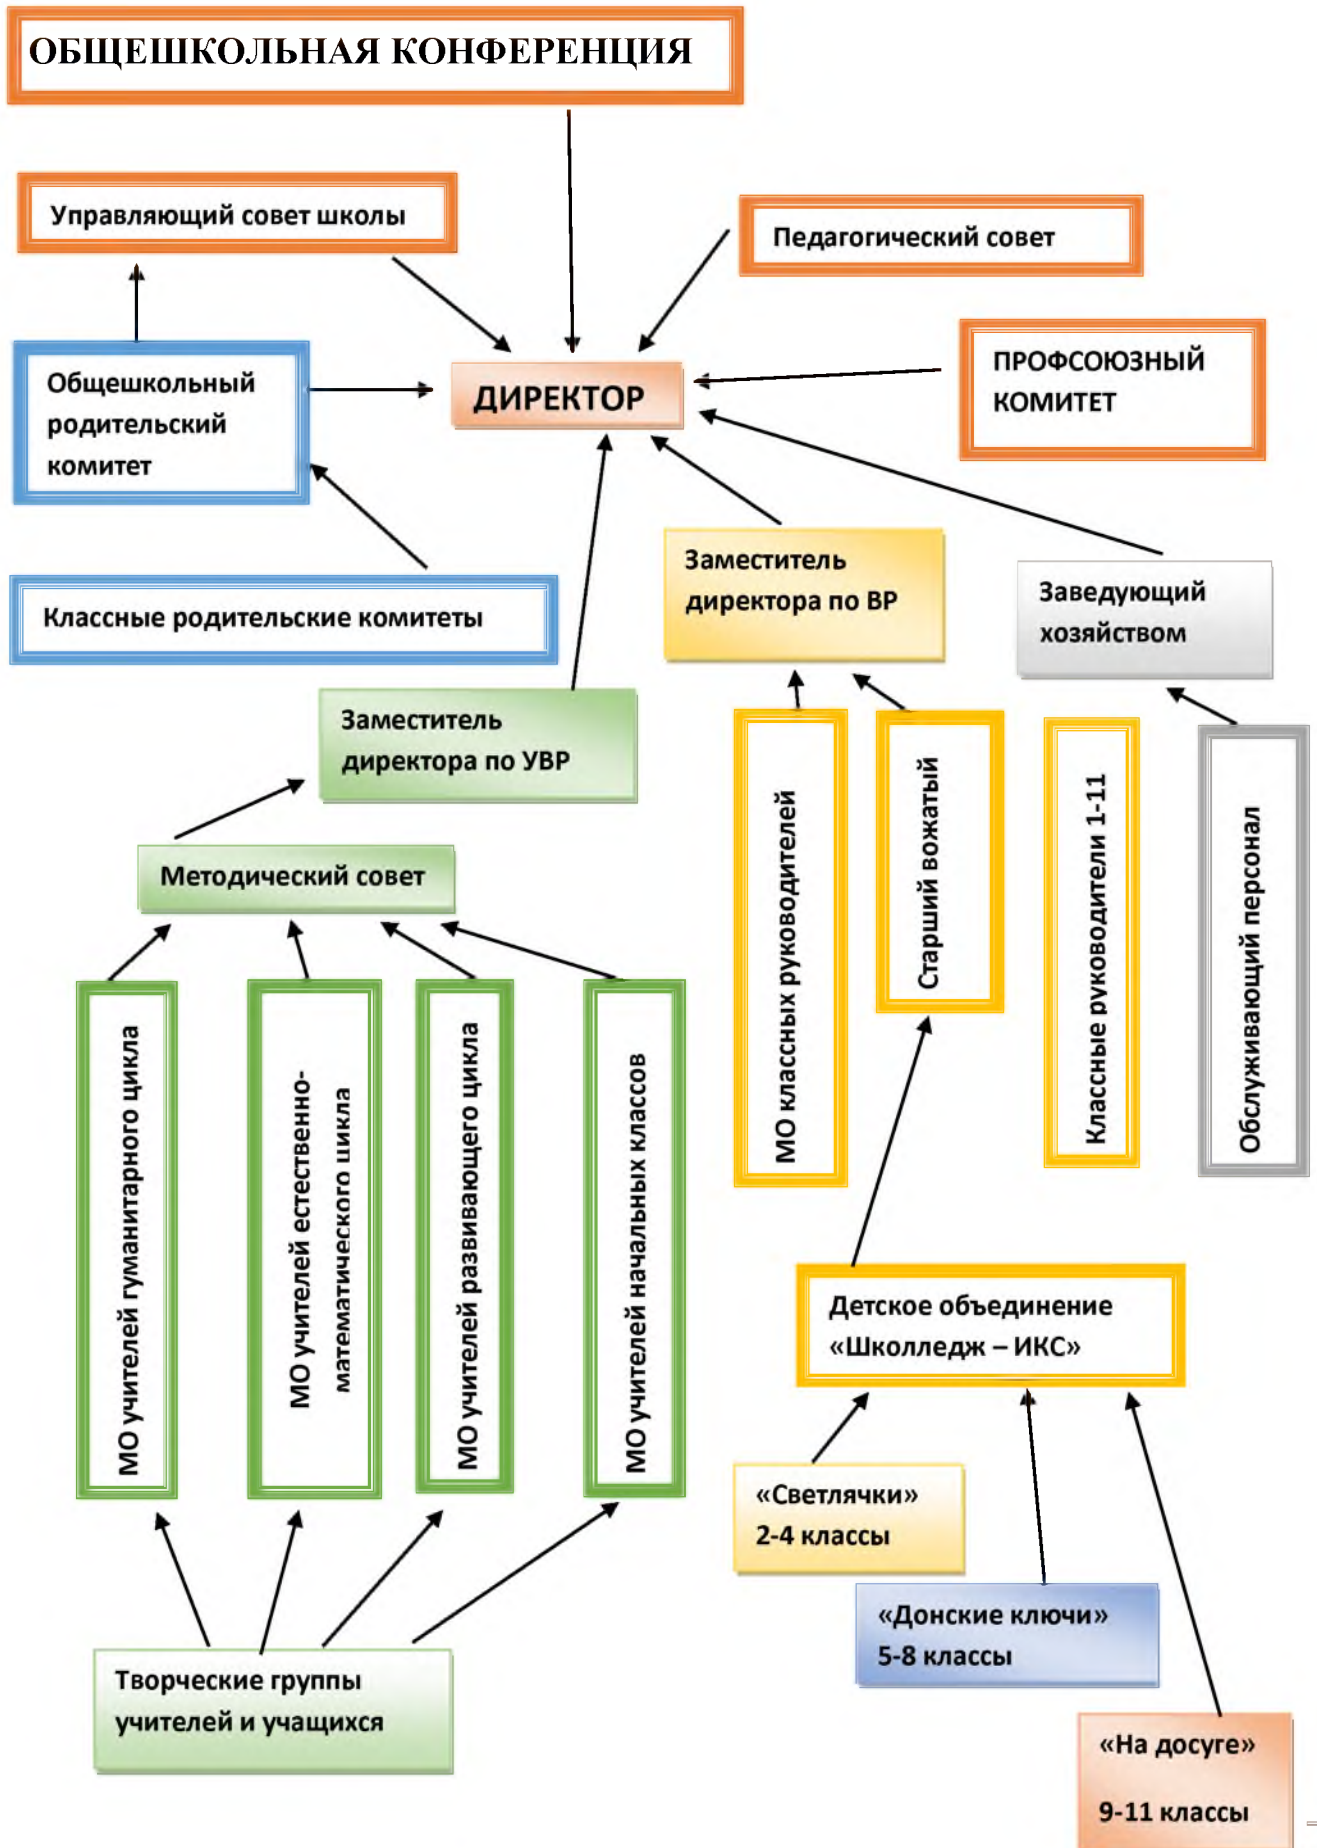 ОБЩЕШКОЛЬНАЯ КОНФЕРЕНЦИЯ
Управляющий совет школы
Педагогический совет
Общешкольный
родительский
комитет
ДИРЕКТОР
ПРОФСОЮЗНЫЙ
КОМИТЕТ
Классные родительские комитеты
Заместитель
директора по ВР
Заведующий
хозяйством
Заместитель
директора по УВР
Методический совет
МО классных руководителей
Старший вожатый
Классные руководители 1-11
Обслуживающий персонал
МО учителей гуманитарного цикла
МО учителей естественно-
математического цикла
МО учителей развивающего цикла
МО учителей начальных классов
Детское объединение
«Школледж – ИКС»
«Светлячки»
2-4 классы
«Донские ключи»
5-8 классы
Творческие группы
учителей и учащихся
«На досуге»
9-11 классы